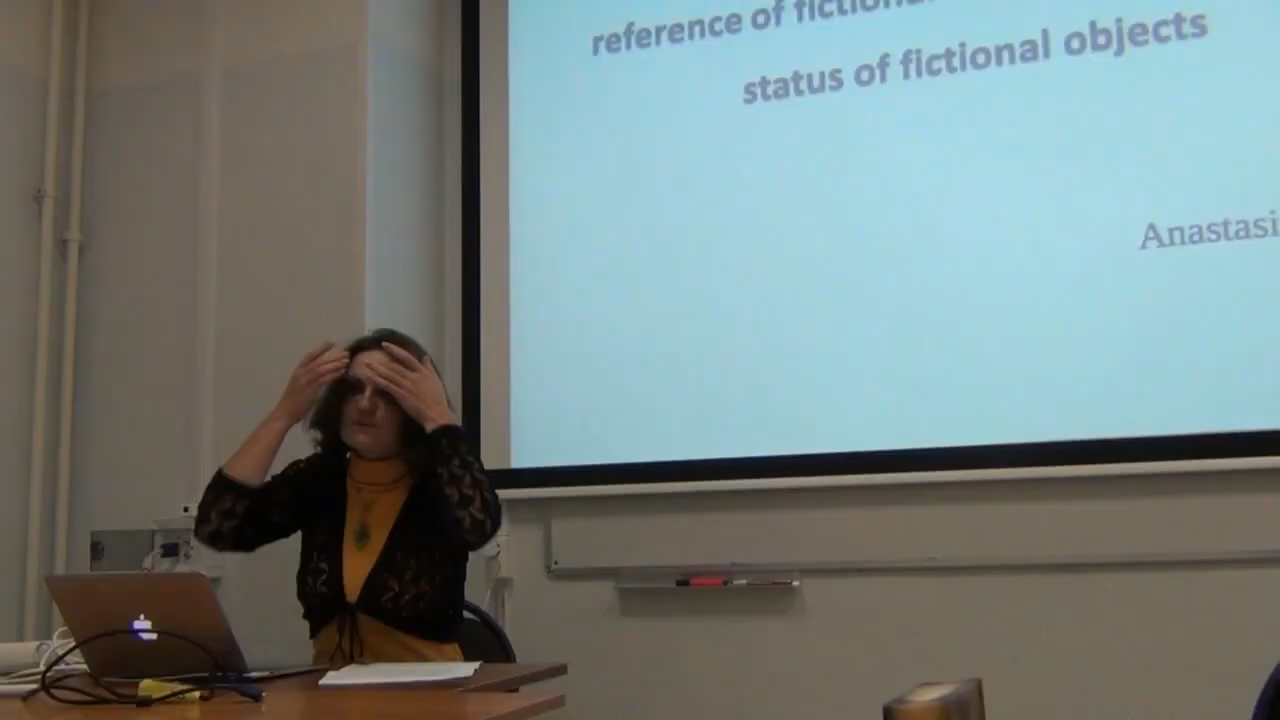 reference of fictional
status of fictional objects
Anastasi